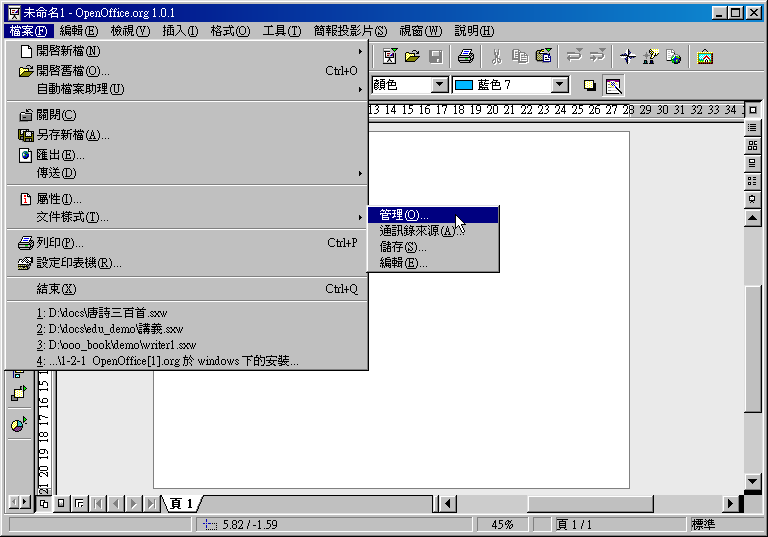 未命名1 - OpenOffice.org 1.0.1
檔案(F) 編輯(E) 檢視(V) 插入(I) 格式(O) 工具(T) 簡報投影片(S) 視窗(W) 說明(H)
開啓新檔(N)
開啓舊檔(O)... Ctrl+O
自動檔案助理(U)
關閉(C)
另存新檔(A)...
匯出(E)...
傳送(D)
屬性(I)...
文件樣式(T)...
列印(P)... Ctrl+P
設定印表機(R)...
結束(X) Ctrl+Q
1: D:\docs\唐詩三百首.sxw
2: D:\docs\edu_demo\講義.sxw
3: D:\ooo_book\demo\writer1.sxw
4: ...\1-2-1 OpenOffice[1].org 於 windows 下的安裝...
管理(O)...
通訊錄來源(A)...
儲存(S)...
編輯(E)...
顏色 藍色 7
13 14 15 16 17 18 19 20 21 22 23 24 25 26 27 28 29 30 31 32 33 34
15 16 17 18 19 20 21
頁 1
5.82 / -1.59 45% 頁 1 / 1 標準